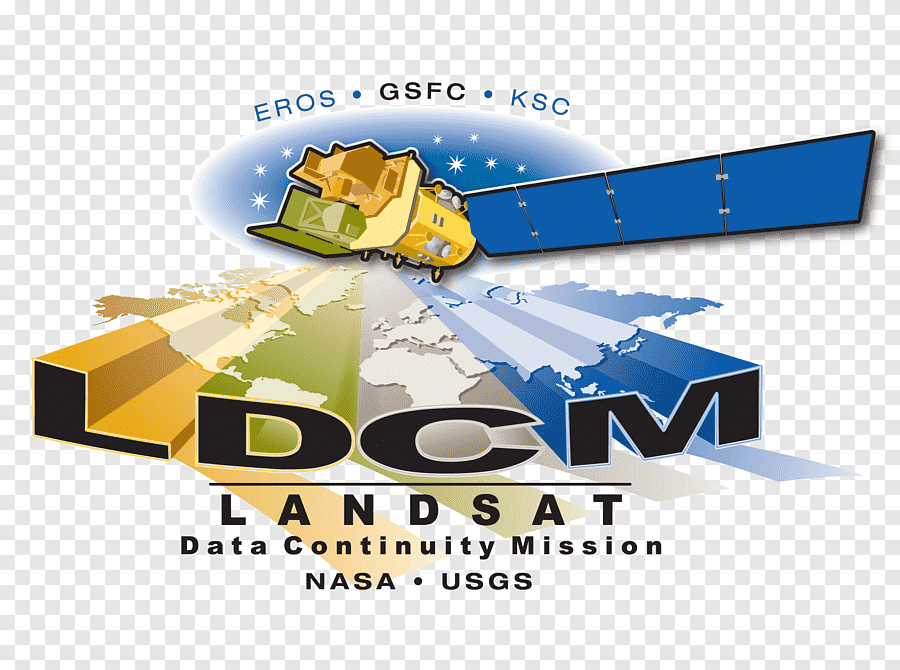 EROS • GSFC • KSC
LDCM
LANDSAT
Data Continuity Mission
NASA • USGS